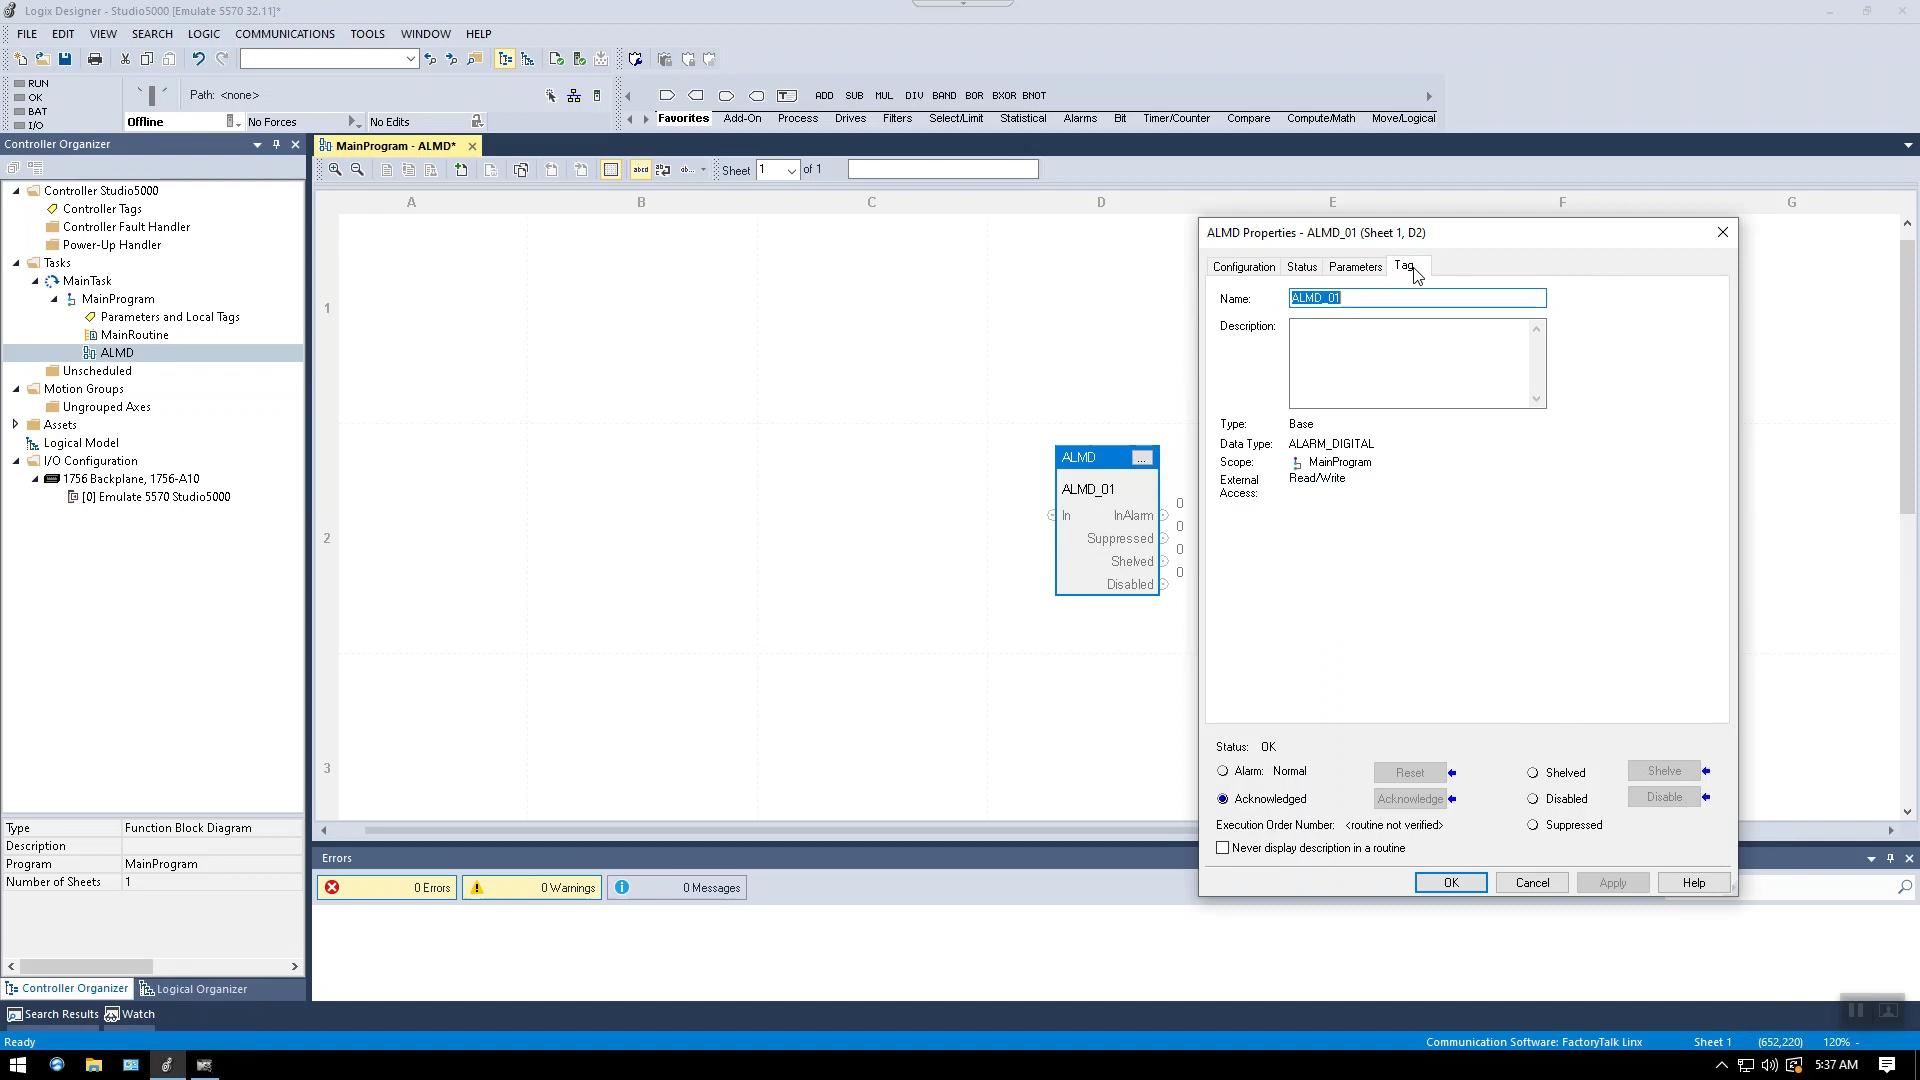 Logix Designer - Studio5000 [Emulate 5570 32.11]*
FILE EDIT VIEW SEARCH LOGIC COMMUNICATIONS TOOLS WINDOW HELP
RUN
OK
BAT
I/O
Path: <none>
Offline
No Forces
No Edits
ADD SUB MUL DIV BAND BOR BXOR BNOT
Favorites Add-On Process Drives Filters Select/Limit Statistical Alarms Bit Timer/Counter Compare Compute/Math Move/Logical
Controller Organizer
MainProgram - ALMD*
abcd
ab...
Sheet 1 of 1
Controller Studio5000
Controller Tags
Controller Fault Handler
Power-Up Handler
Tasks
MainTask
MainProgram
Parameters and Local Tags
MainRoutine
ALMD
Unscheduled
Motion Groups
Ungrouped Axes
Assets
Logical Model
I/O Configuration
1756 Backplane, 1756-A10
[0] Emulate 5570 Studio5000
Type Function Block Diagram
Description
Program MainProgram
Number of Sheets 1
Controller Organizer
Logical Organizer
A B C D E F G
1
2
3
ALMD ...
ALMD_01
In InAlarm 0
Suppressed 0
Shelved 0
Disabled 0
ALMD Properties - ALMD_01 (Sheet 1, D2)
Configuration Status Parameters Tag
Name: ALMD_01
Description:
Type: Base
Data Type: ALARM_DIGITAL
Scope: MainProgram
External Access: Read/Write
Status: OK
Alarm: Normal
Reset
Shelved
Shelve
Acknowledged
Acknowledge
Disabled
Disable
Execution Order Number: <routine not verified>
Suppressed
Never display description in a routine
OK Cancel Apply Help
Errors
0 Errors
0 Warnings
0 Messages
Search Results
Watch
Ready
Communication Software: FactoryTalk Linx
Sheet 1
(652,220)
120%
5:37 AM